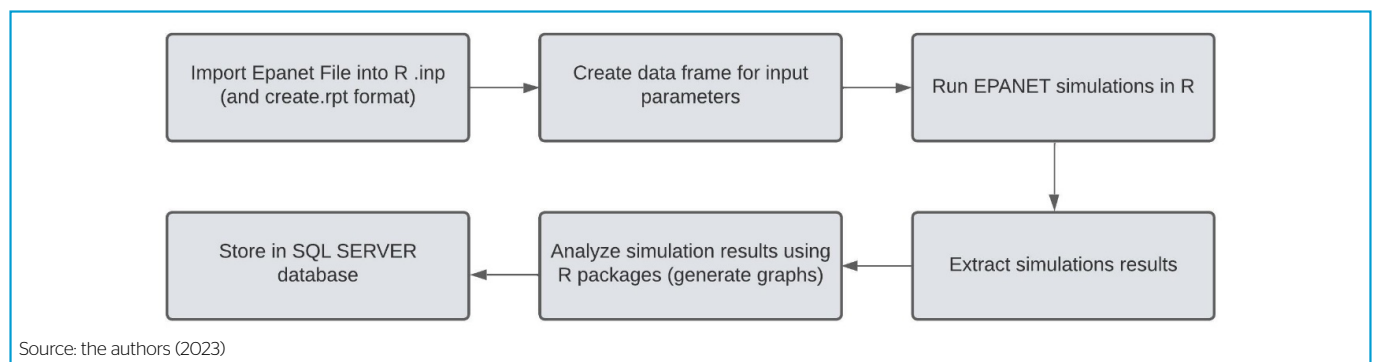 Import Epanet File into R .inp
(and create.rpt format)
Create data frame for input
parameters
Run EPANET simulations in R
Extract simulations results
Analyze simulation results using
R packages (generate graphs)
Store in SQL SERVER
database
Source: the authors (2023)